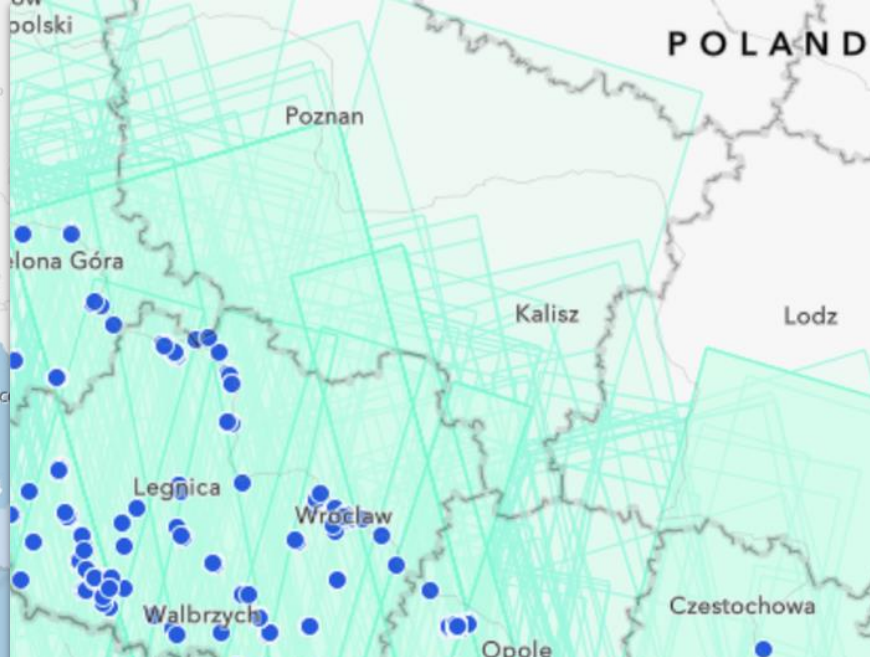 polski
POLAND
Poznan
elona Góra
Kalisz
Lodz
Legnica
Wroclaw
Walbrzych
Czestochowa
Opole